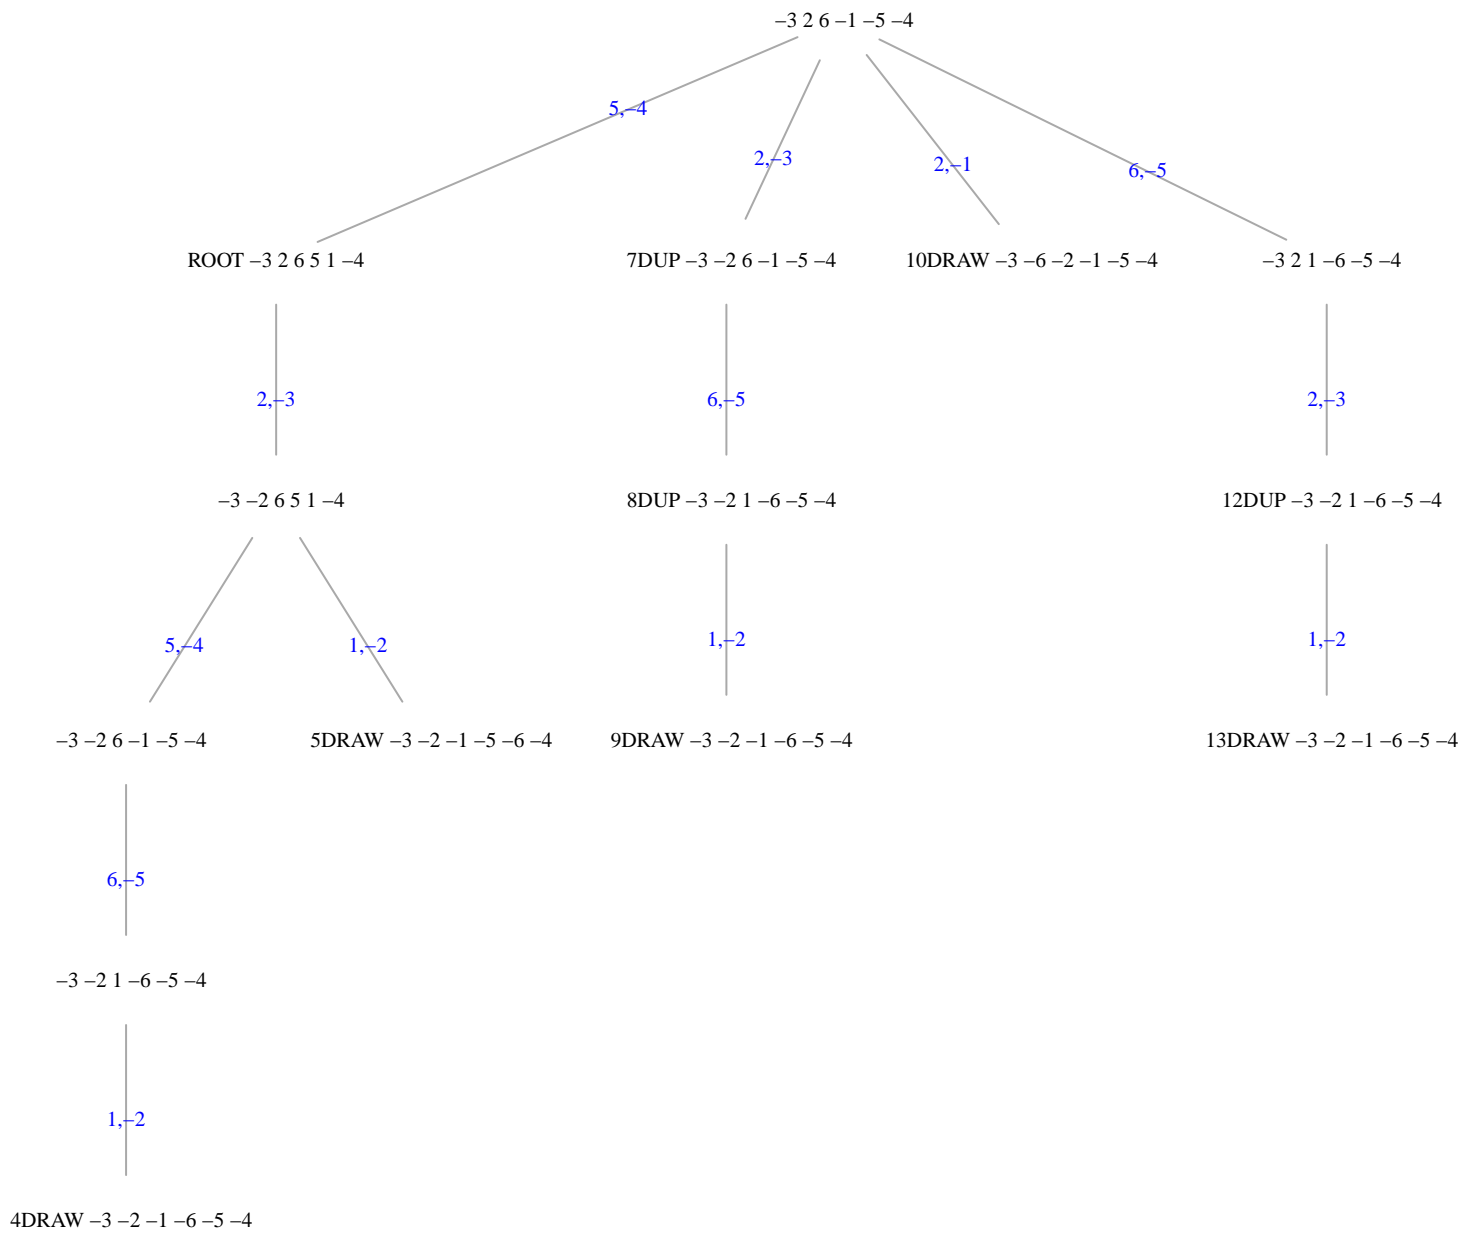 –3 2 6 –1 –5 –4
5,–4
2,–3
2,–1
6,–5
ROOT –3 2 6 5 1 –4
7DUP –3 –2 6 –1 –5 –4
10DRAW –3 –6 –2 –1 –5 –4
–3 2 1 –6 –5 –4
2,–3
6,–5
2,–3
–3 –2 6 5 1 –4
8DUP –3 –2 1 –6 –5 –4
12DUP –3 –2 1 –6 –5 –4
5,–4
1,–2
1,–2
1,–2
–3 –2 6 –1 –5 –4
5DRAW –3 –2 –1 –5 –6 –4
9DRAW –3 –2 –1 –6 –5 –4
13DRAW –3 –2 –1 –6 –5 –4
6,–5
–3 –2 1 –6 –5 –4
1,–2
4DRAW –3 –2 –1 –6 –5 –4